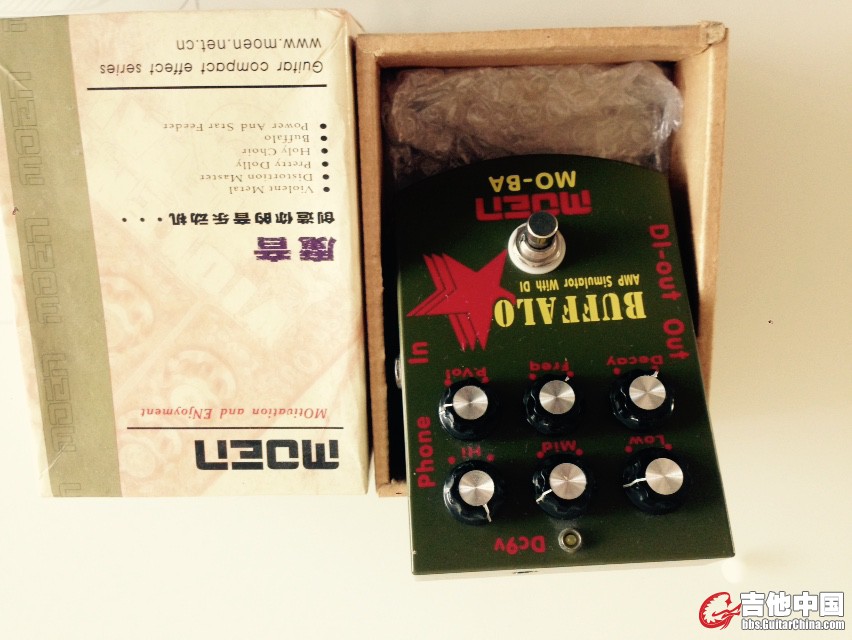 MOEN
MOtivation and ENjoyment
魔音
创造你的音乐动机...
Violent Metal
Distortion Master
Pretty Dolly
Holy Choir
Buffalo
Power And Star Feeder
Guitar compact effect series
www.moen.net.cn
MOEN
Dc9v
Low
Mid
Hi
Phone
Decay
Freq
P.Vol
In
Out
DI-out
BUFFALO
AMP Simulator With DI
MOEN
MO-BA
吉他中国
bbs.GuitarChina.com